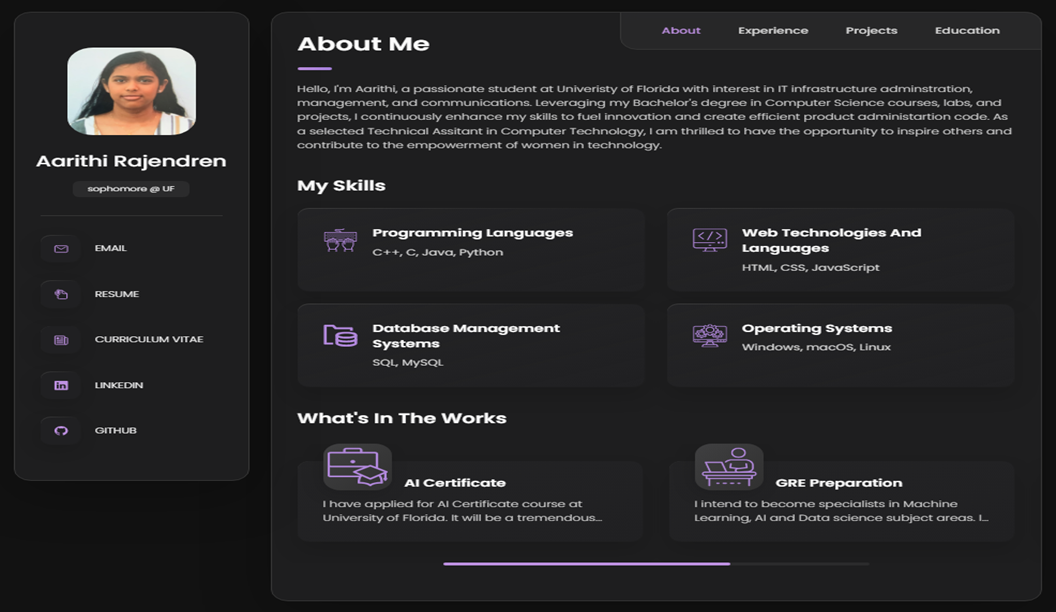 Aarithi Rajendren
sophomore @ UF
EMAIL
RESUME
CURRICULUM VITAE
LINKEDIN
GITHUB
About
Experience
Projects
Education
About Me
Hello, I'm Aarithi, a passionate student at Univeristy of Florida with interest in IT infrastructure adminstration,
management, and communications. Leveraging my Bachelor's degree in Computer Science courses, labs, and
projects, I continuously enhance my skills to fuel innovation and create efficient product administartion code. As
a selected Technical Assitant in Computer Technology, I am thrilled to have the opportunity to inspire others and
contribute to the empowerment of women in technology.
My Skills
Programming Languages
C++, C, Java, Python
Web Technologies And
Languages
HTML, CSS, JavaScript
Database Management
Systems
SQL, MySQL
Operating Systems
Windows, macOS, Linux
What's In The Works
AI Certificate
I have applied for AI Certificate course at
University of Florida. It will be a tremendous...
GRE Preparation
I intend to become specialists in Machine
Learning, AI and Data science subject areas. I...